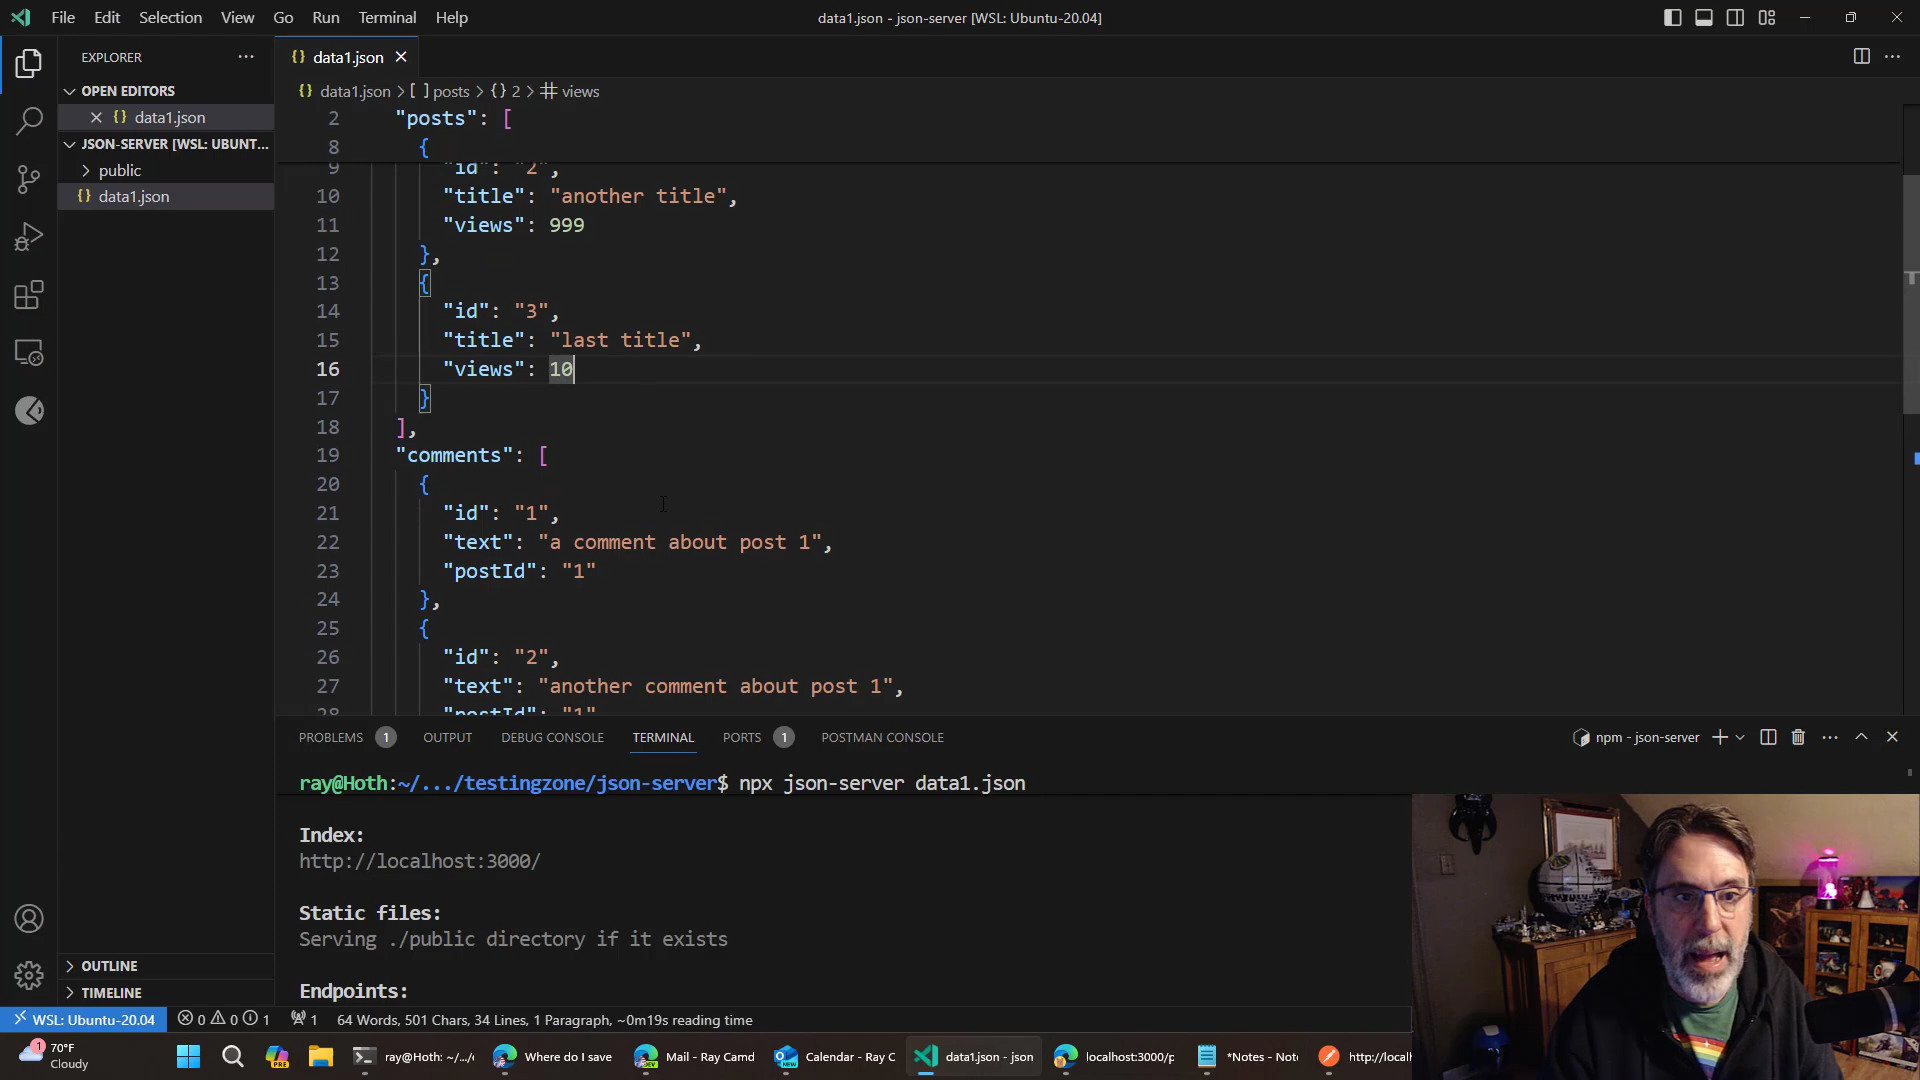 File Edit Selection View Go Run Terminal Help
data1.json - json-server [WSL: Ubuntu-20.04]
EXPLORER
OPEN EDITORS
data1.json
JSON-SERVER [WSL: UBUNT...
public
data1.json
OUTLINE
TIMELINE
data1.json
data1.json > [ ] posts > {} 2 > views
2 "posts": [
8 {
9 "id": "2",
10 "title": "another title",
11 "views": 999
12 },
13 {
14 "id": "3",
15 "title": "last title",
16 "views": 10
17 }
18 ],
19 "comments": [
20 {
21 "id": "1",
22 "text": "a comment about post 1",
23 "postId": "1"
24 },
25 {
26 "id": "2",
27 "text": "another comment about post 1",
28 "postId": "1"
PROBLEMS 1 OUTPUT DEBUG CONSOLE TERMINAL PORTS 1 POSTMAN CONSOLE
npm - json-server
ray@Hoth:~/.../testingzone/json-server$ npx json-server data1.json
Index:
http://localhost:3000/
Static files:
Serving ./public directory if it exists
Endpoints:
WSL: Ubuntu-20.04 0 0 1 1 64 Words, 501 Chars, 34 Lines, 1 Paragraph, ~0m19s reading time
1 70°F
Cloudy
PRE
ray@Hoth: ~/.../
Where do I save
Mail - Ray Camd
Calendar - Ray C
data1.json - json
localhost:3000/p
*Notes - Not
http://locall